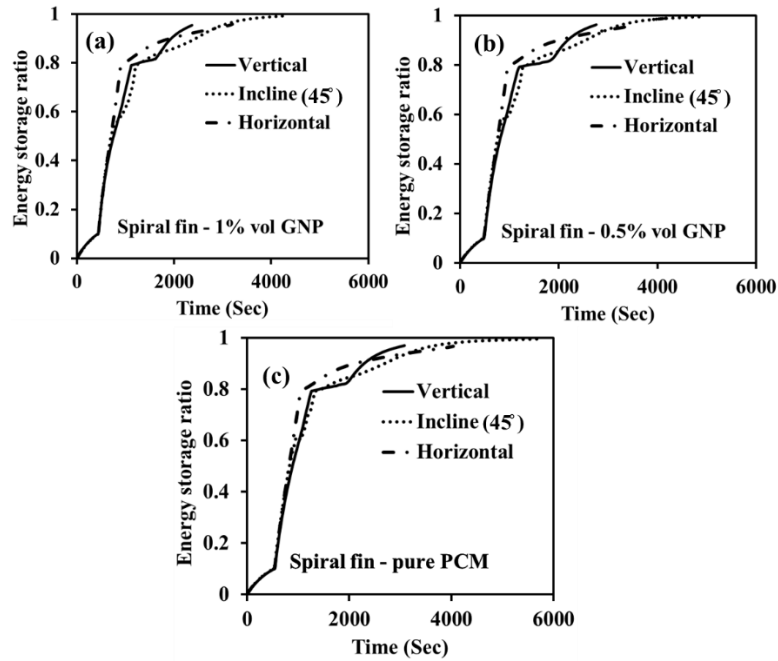 (a)
Energy storage ratio
1
0.8
0.6
0.4
0.2
0
Vertical
Incline (45°)
Horizontal
Spiral fin - 1% vol GNP
0 2000 4000 6000
Time (Sec)
(b)
Energy storage ratio
1
0.8
0.6
0.4
0.2
0
Vertical
Incline (45°)
Horizontal
Spiral fin - 0.5% vol GNP
0 2000 4000 6000
Time (Sec)
(c)
Energy storage ratio
1
0.8
0.6
0.4
0.2
0
Vertical
Incline (45°)
Horizontal
Spiral fin - pure PCM
0 2000 4000 6000
Time (Sec)